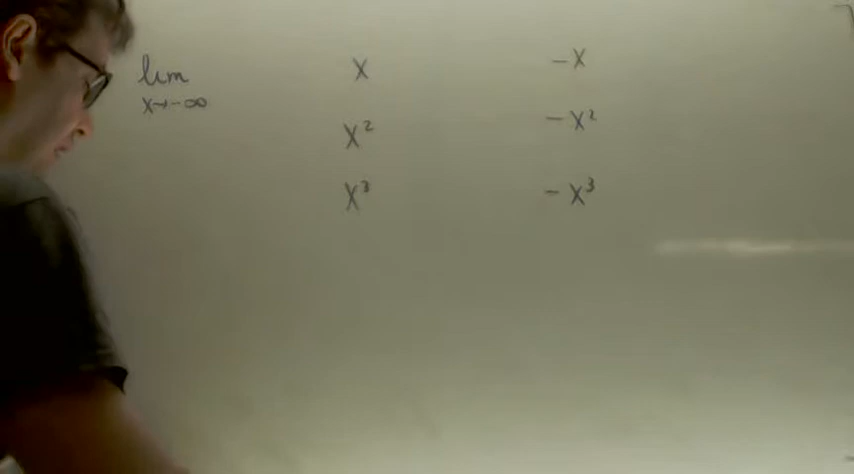 lim x -x
x→-∞
x² -x²
x³ -x³